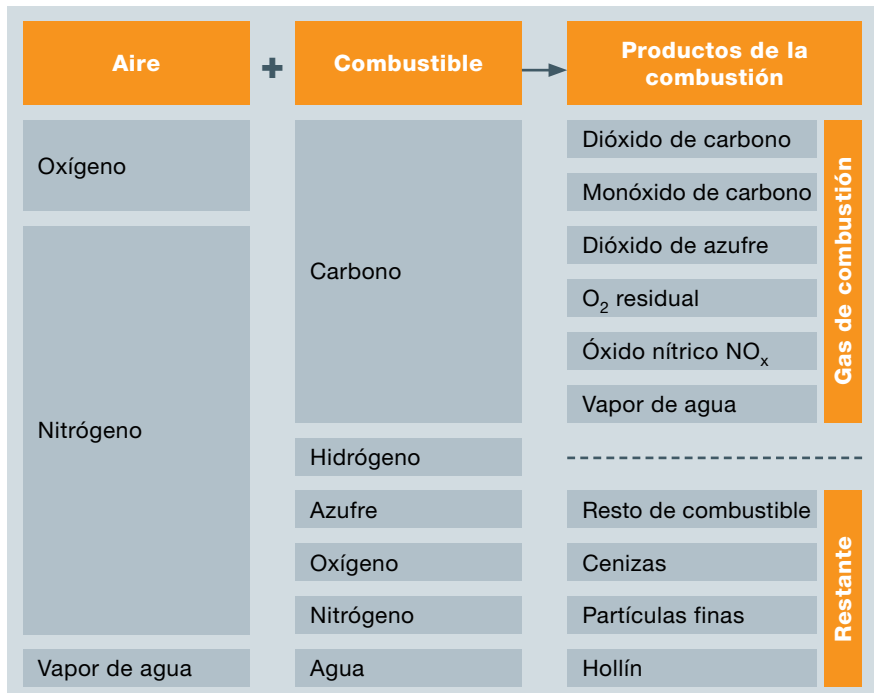 Aire
+
Combustible
Productos de la
combustión
Oxígeno
Nitrógeno
Vapor de agua
Carbono
Hidrógeno
Azufre
Oxígeno
Nitrógeno
Agua
Dióxido de carbono
Monóxido de carbono
Dióxido de azufre
O₂ residual
Óxido nítrico NOₓ
Vapor de agua
Gas de combustión
Resto de combustible
Cenizas
Partículas finas
Hollín
Restante